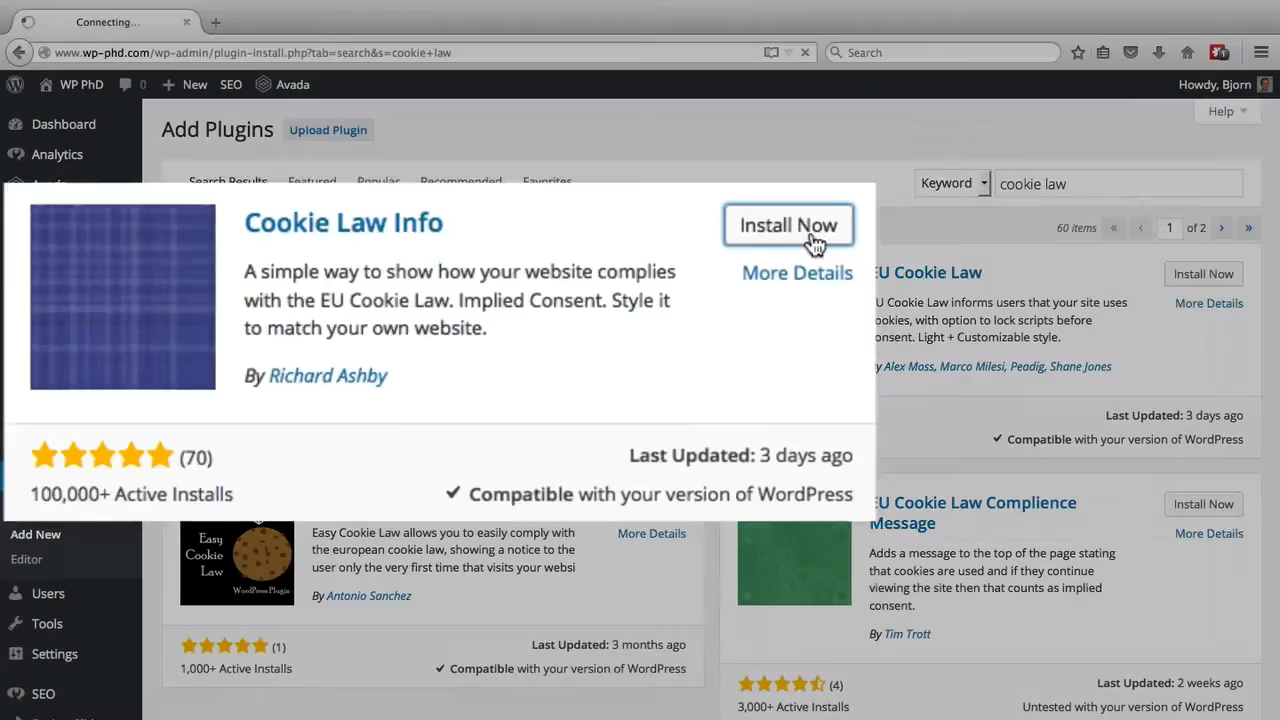 Connecting...
www.wp-phd.com/wp-admin/plugin-install.php?tab=search&s=cookie+law
Search
1
WP PhD
0
New
SEO
Avada
Howdy, Bjorn
Dashboard
Analytics
Add New
Editor
Users
Tools
Settings
SEO
Add Plugins
Upload Plugin
Help
Search Results
Featured
Popular
Recommended
Favorites
Keyword
cookie law
60 items « ‹ 1 of 2 › »
Cookie Law Info
Install Now
More Details
A simple way to show how your website complies
with the EU Cookie Law. Implied Consent. Style it
to match your own website.
By Richard Ashby
(70)
100,000+ Active Installs
Last Updated: 3 days ago
Compatible with your version of WordPress
EU Cookie Law
Install Now
More Details
U Cookie Law informs users that your site uses
ookies, with option to lock scripts before
onsent. Light + Customizable style.
y Alex Moss, Marco Milesi, Peadig, Shane Jones
Last Updated: 3 days ago
Compatible with your version of WordPress
Easy
Cookie
Law
WordPress Plugin
Easy Cookie Law allows you to easily comply with
the european cookie law, showing a notice to the
user only the very first time that visits your websi
By Antonio Sanchez
More Details
(1)
1,000+ Active Installs
Last Updated: 3 months ago
Compatible with your version of WordPress
EU Cookie Law Complience
Message
Install Now
More Details
Adds a message to the top of the page stating
that cookies are used and if they continue
viewing the site then that counts as implied
consent.
By Tim Trott
(4)
3,000+ Active Installs
Last Updated: 2 weeks ago
Untested with your version of WordPress